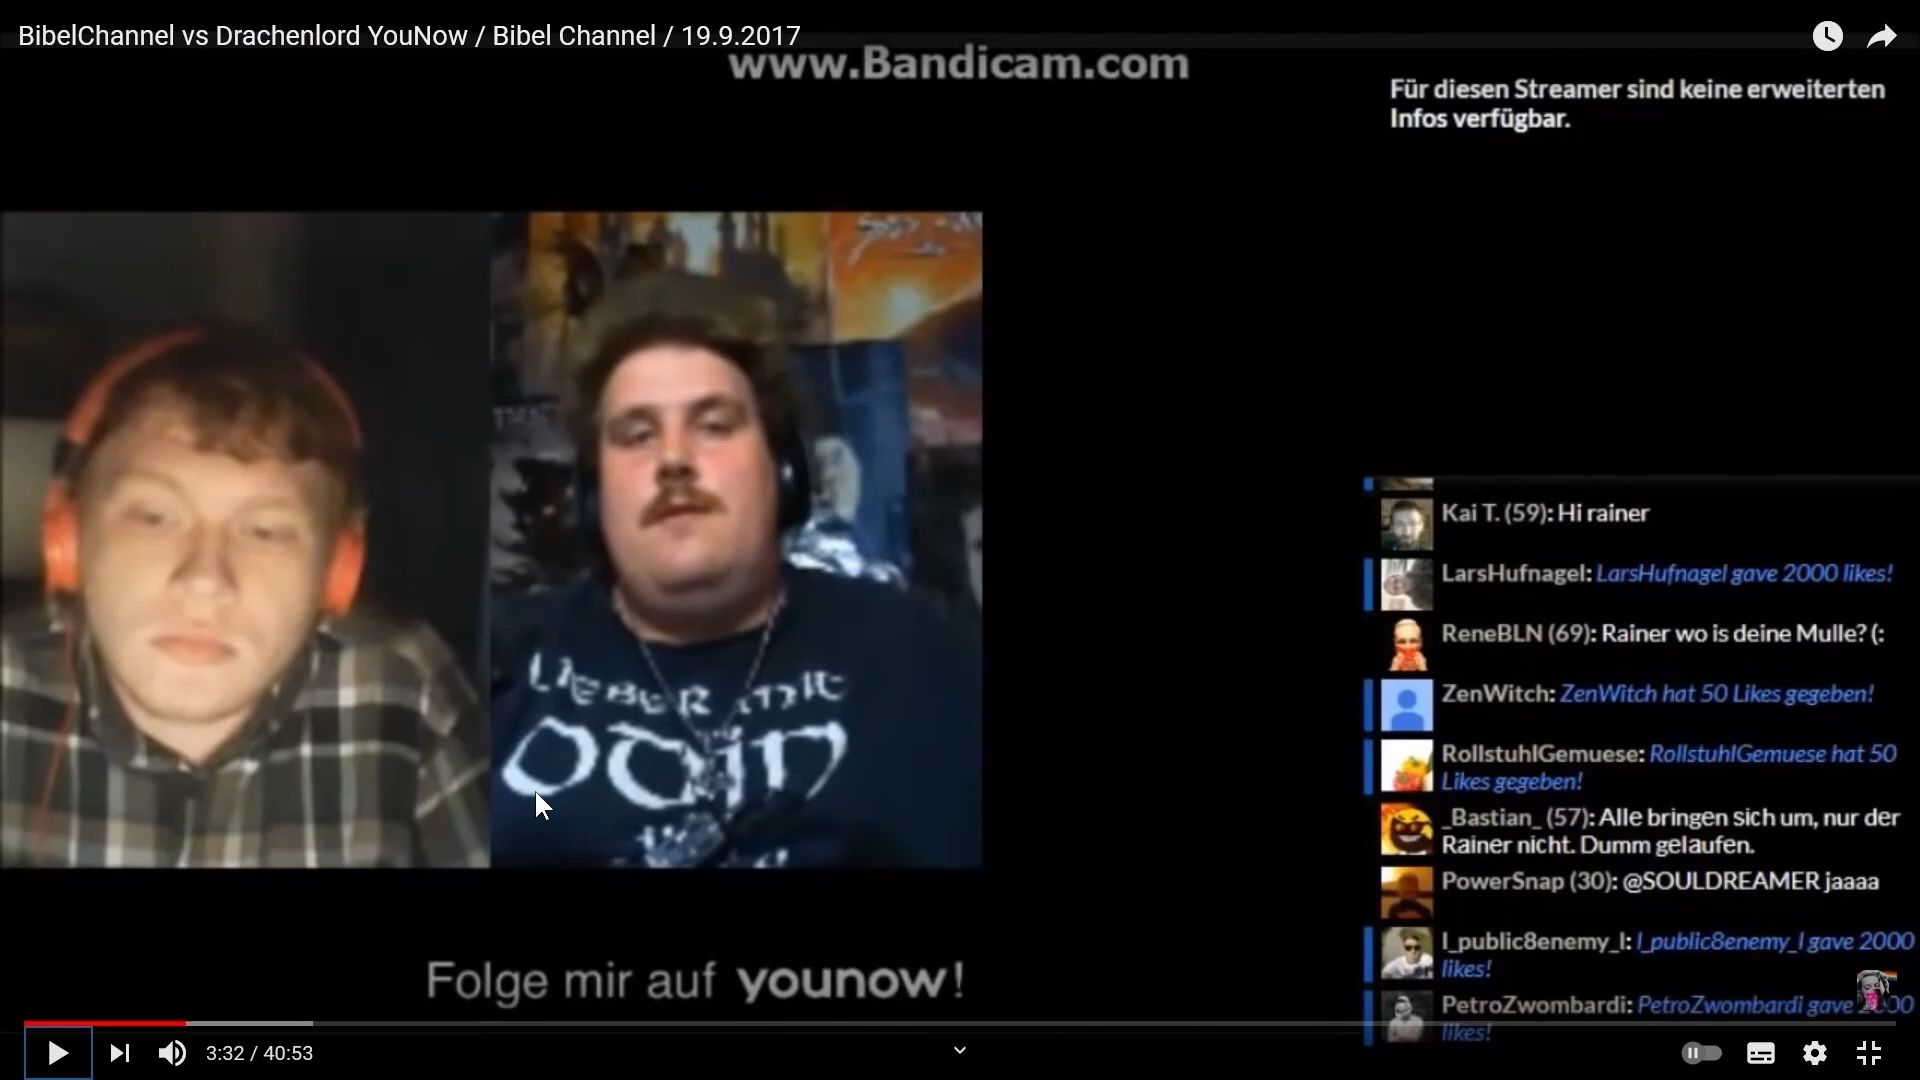 BibelChannel vs Drachenlord YouNow / Bibel Channel / 19.9.2017
www.Bandicam.com
Für diesen Streamer sind keine erweiterten
Infos verfügbar.
LIEBER MIT
ODIN
Kai T. (59): Hi rainer
LarsHufnagel: LarsHufnagel gave 2000 likes!
ReneBLN (69): Rainer wo is deine Mulle? (:
ZenWitch: ZenWitch hat 50 Likes gegeben!
RollstuhlGemuese: RollstuhlGemuese hat 50
Likes gegeben!
_Bastian_ (57): Alle bringen sich um, nur der
Rainer nicht. Dumm gelaufen.
PowerSnap (30): @SOULDREAMER jaaaa
I_public8enemy_I: I_public8enemy_I gave 2000
likes!
PetroZwombardi: PetroZwombardi gave
likes!
Folge mir auf younow!
3:32 / 40:53